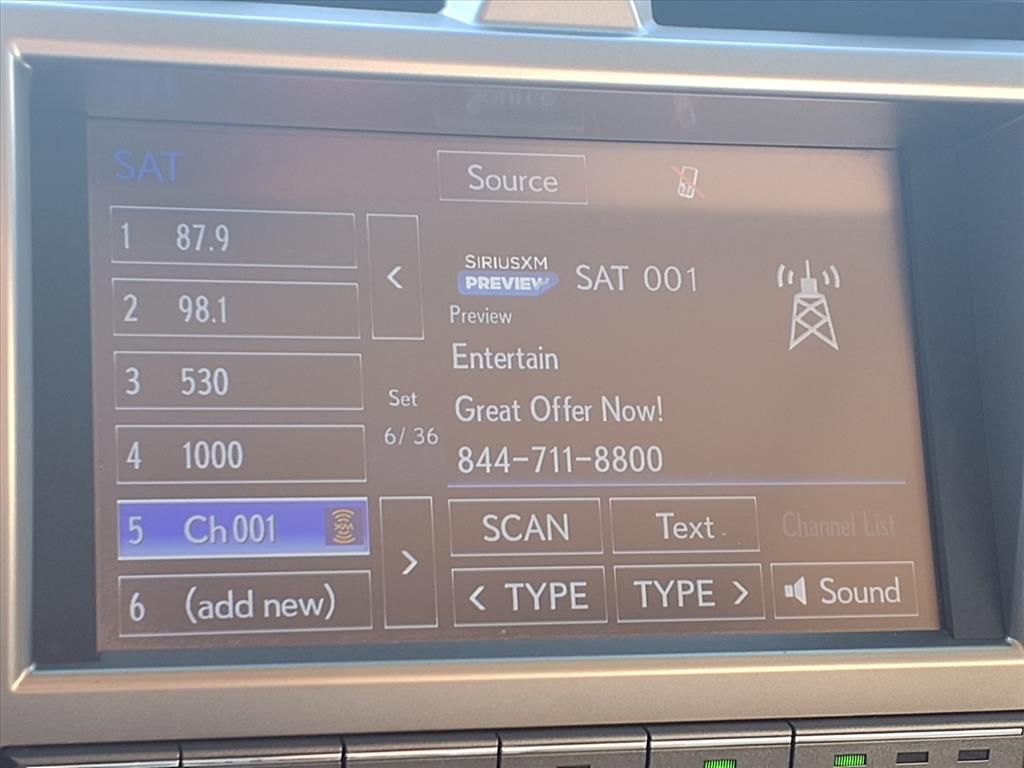 SAT
Source
1 87.9
2 98.1
3 530
4 1000
5 Ch 001 XM
6 (add new)
<
Set
6/ 36
>
SIRIUSXM
PREVIEW
SAT 001
Preview
Entertain
Great Offer Now!
844-711-8800
SCAN
Text
Channel List
< TYPE
TYPE >
Sound